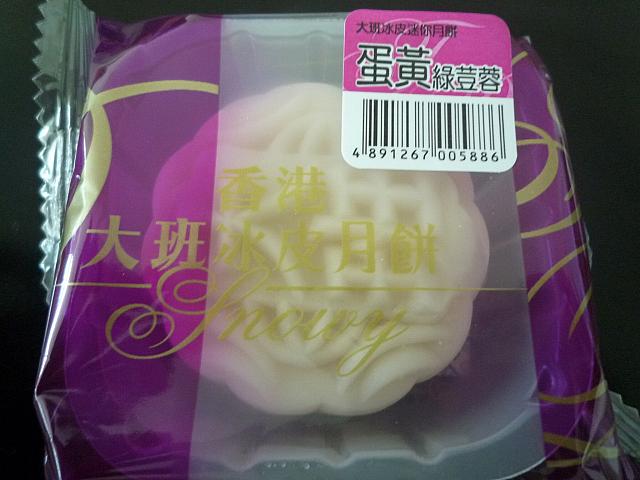 大班冰皮迷你月餅
蛋黃綠荳蓉
4 891267 005886
香港
大班冰皮月餅
Snowy